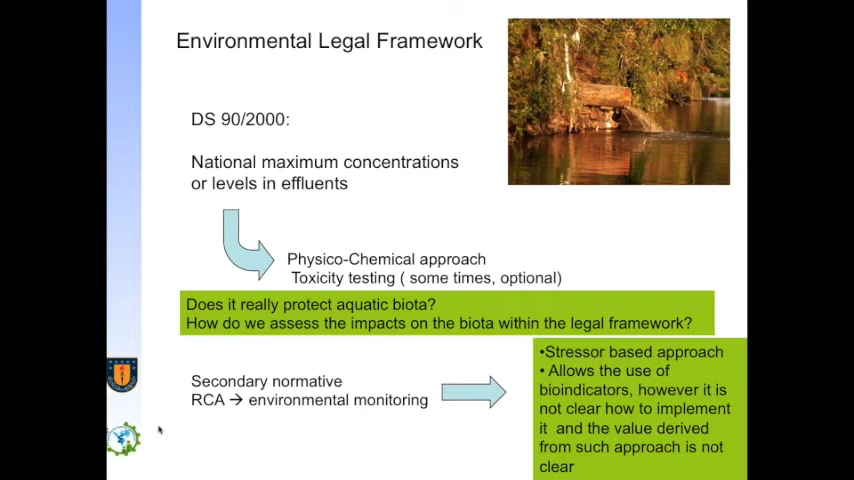 Environmental Legal Framework
DS 90/2000:
National maximum concentrations
or levels in effluents
Physico-Chemical approach
Toxicity testing ( some times, optional)
Does it really protect aquatic biota?
How do we assess the impacts on the biota within the legal framework?
Secondary normative
RCA → environmental monitoring
•Stressor based approach
• Allows the use of
bioindicators, however it is
not clear how to implement
it and the value derived
from such approach is not
clear